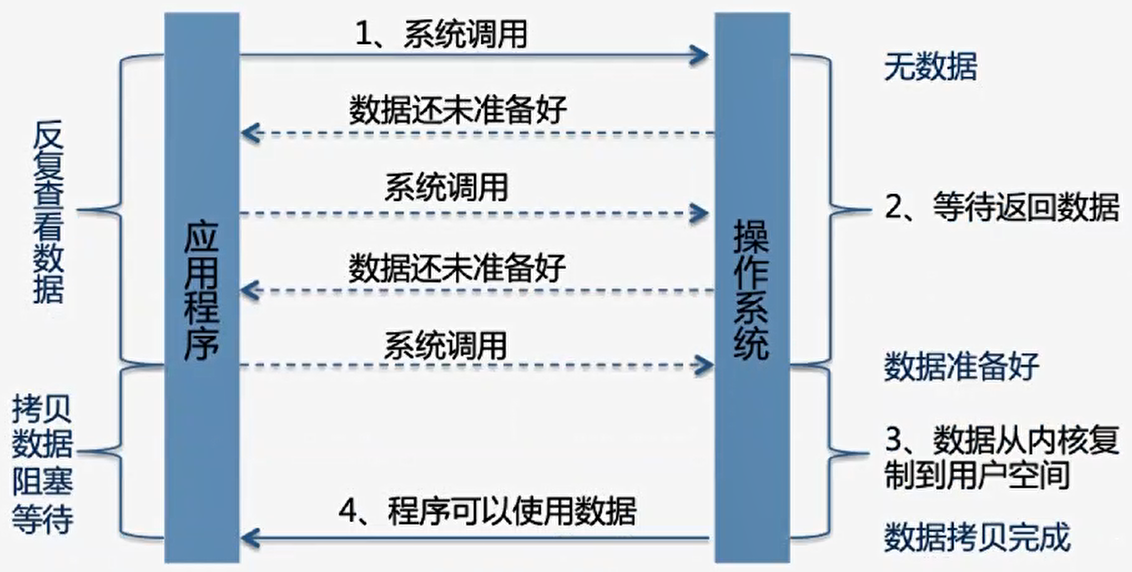 1、系统调用
无数据
数据还未准备好
反复查看数据
系统调用
2、等待返回数据
应用程序
操作系统
数据还未准备好
系统调用
数据准备好
拷贝
数据
阻塞
等待
3、数据从内核复
制到用户空间
4、程序可以使用数据
数据拷贝完成